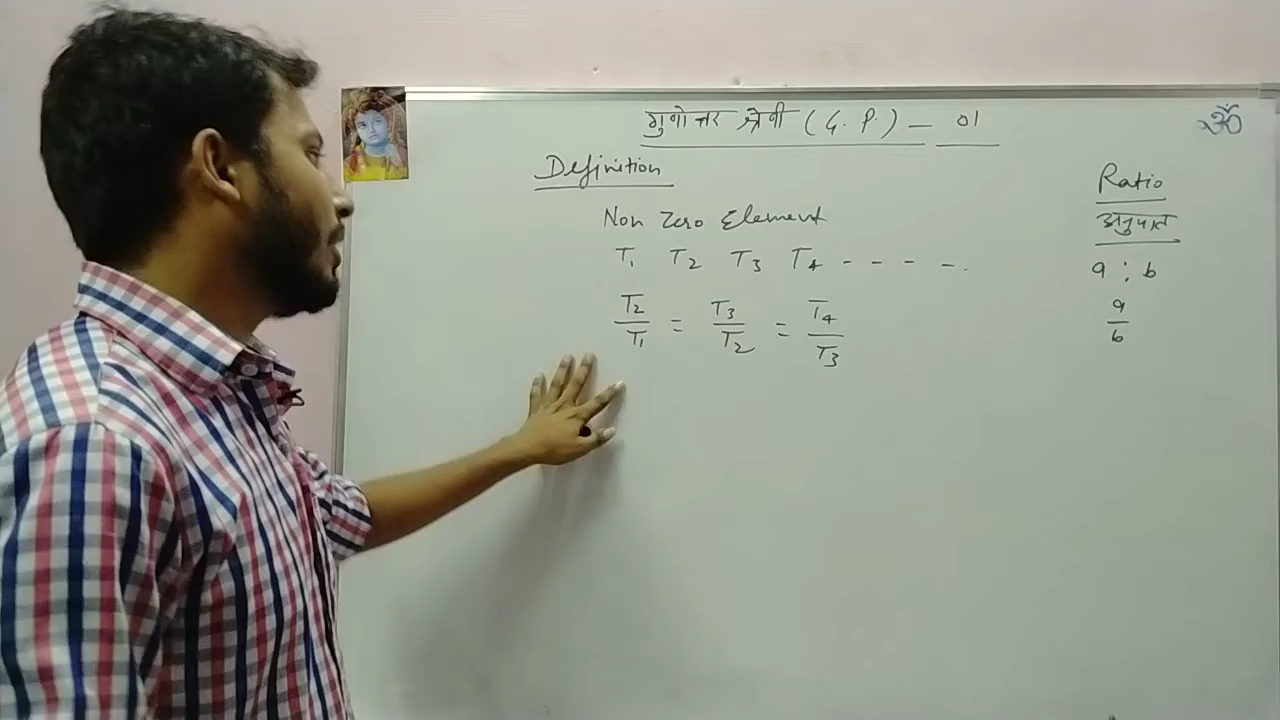 गुणोत्तर श्रेणी (G. P.) - 01
ॐ
Definition
Non Zero Element
T₁ T₂ T₃ T₄ - - - - .
T₂/T₁ = T₃/T₂ = T₄/T₃
Ratio
अनुपात
a : b
a/b